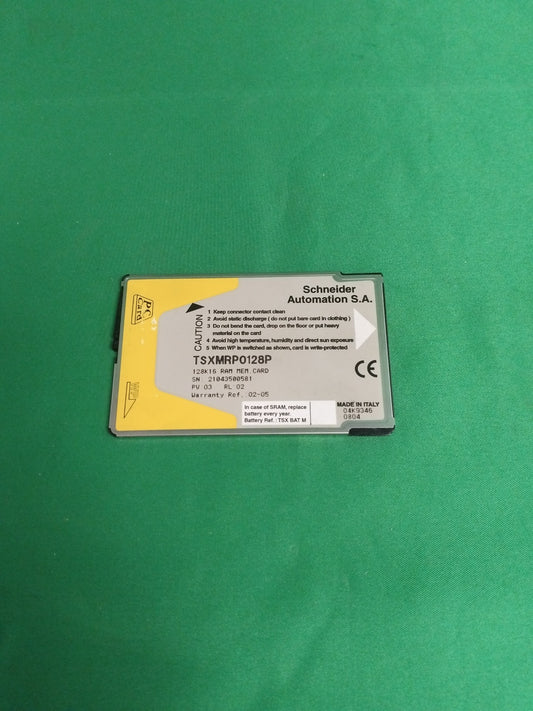 PC
Card
Schneider
Automation S.A.
CAUTION
1 Keep connector contact clean
2 Avoid static discharge ( do not put bare card in clothing )
3 Do not bend the card, drop on the floor or put heavy
material on the card
4 Avoid high temperature, humidity and direct sun exposure
5 When WP is switched as shown, card is write-protected
TSXMRP0128P
128K16 RAM MEM.CARD
SN 21043500581
PV 03 RL 02
Warranty Ref. 02-05
In case of SRAM, replace
battery every year.
Battery Ref. : TSX BAT M
MADE IN ITALY
04K9346
0804